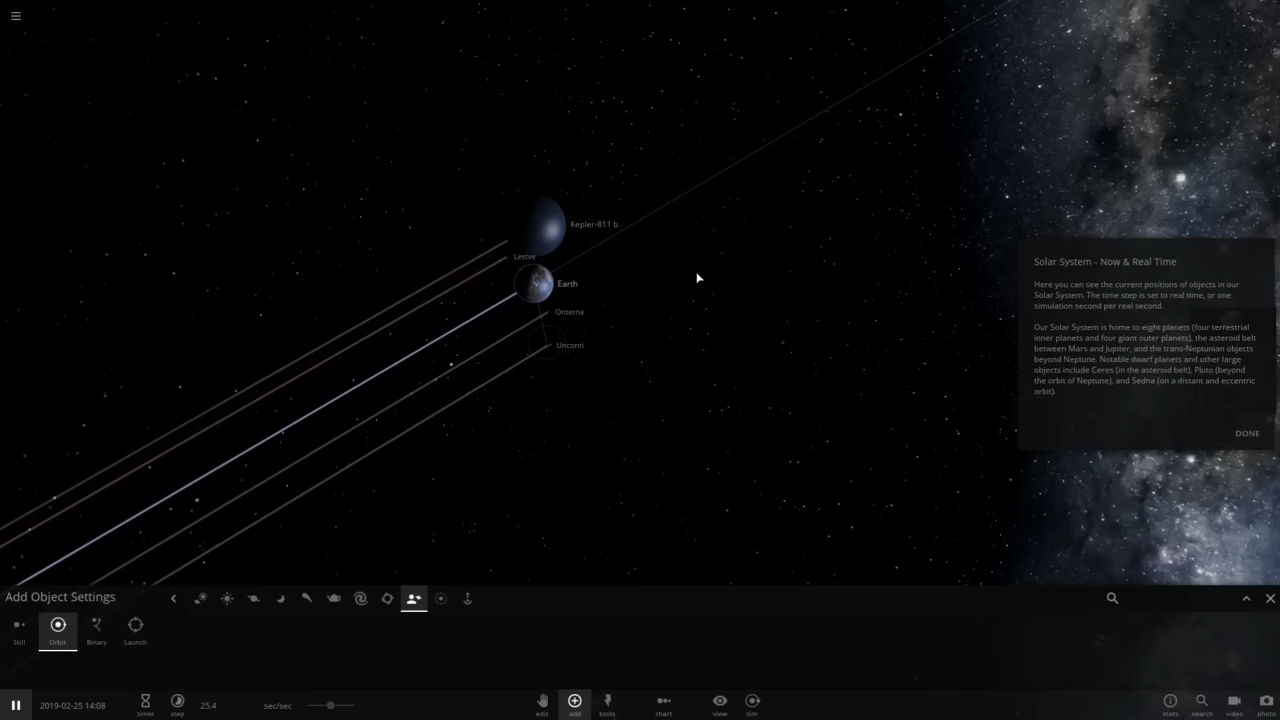 Kepler-811 b
Lestve
Earth
Onterna
Unconti
Solar System - Now & Real Time
Here you can see the current positions of objects in our
Solar System. The time step is set to real time, or one
simulation second per real second.
Our Solar System is home to eight planets (four terrestrial
inner planets and four giant outer planets), the asteroid belt
between Mars and Jupiter, and the trans-Neptunian objects
beyond Neptune. Notable dwarf planets and other large
objects include Ceres (in the asteroid belt), Pluto (beyond
the orbit of Neptune), and Sedna (on a distant and eccentric
orbit).
DONE
Add Object Settings
Still Orbit Binary Launch
2019-02-25 14:08 timer step 25.4 sec/sec edit add tools chart view sim stats search video photo